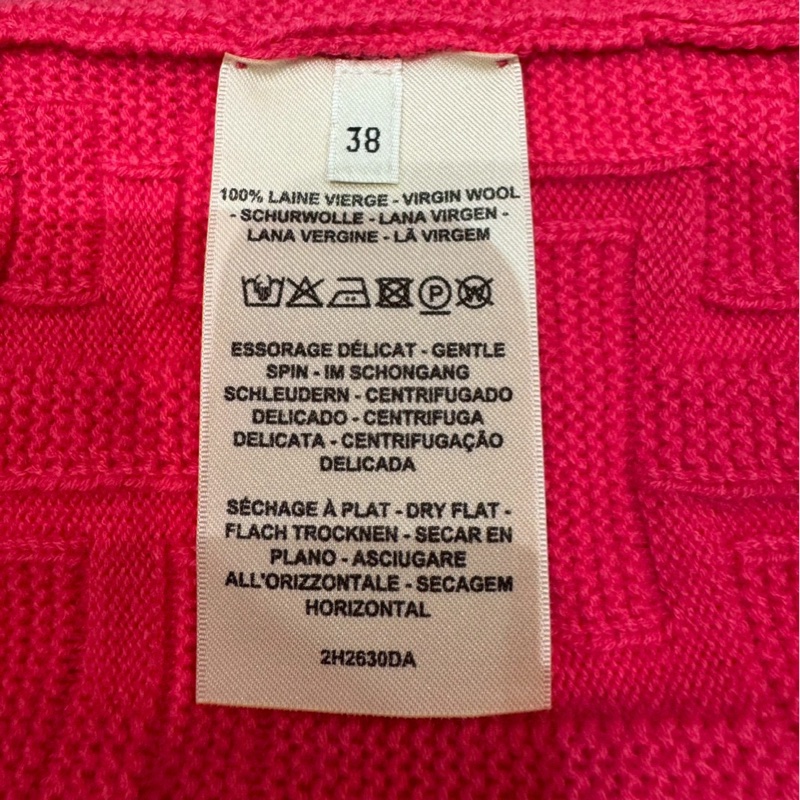 38
100% LAINE VIERGE - VIRGIN WOOL
- SCHURWOLLE - LANA VIRGEN -
LANA VERGINE - LÃ VIRGEM
P W
ESSORAGE DÉLICAT - GENTLE
SPIN - IM SCHONGANG
SCHLEUDERN - CENTRIFUGADO
DELICADO - CENTRIFUGA
DELICATA - CENTRIFUGAÇÃO
DELICADA
SÉCHAGE À PLAT - DRY FLAT -
FLACH TROCKNEN - SECAR EN
PLANO - ASCIUGARE
ALL'ORIZZONTALE - SECAGEM
HORIZONTAL
2H2630DA